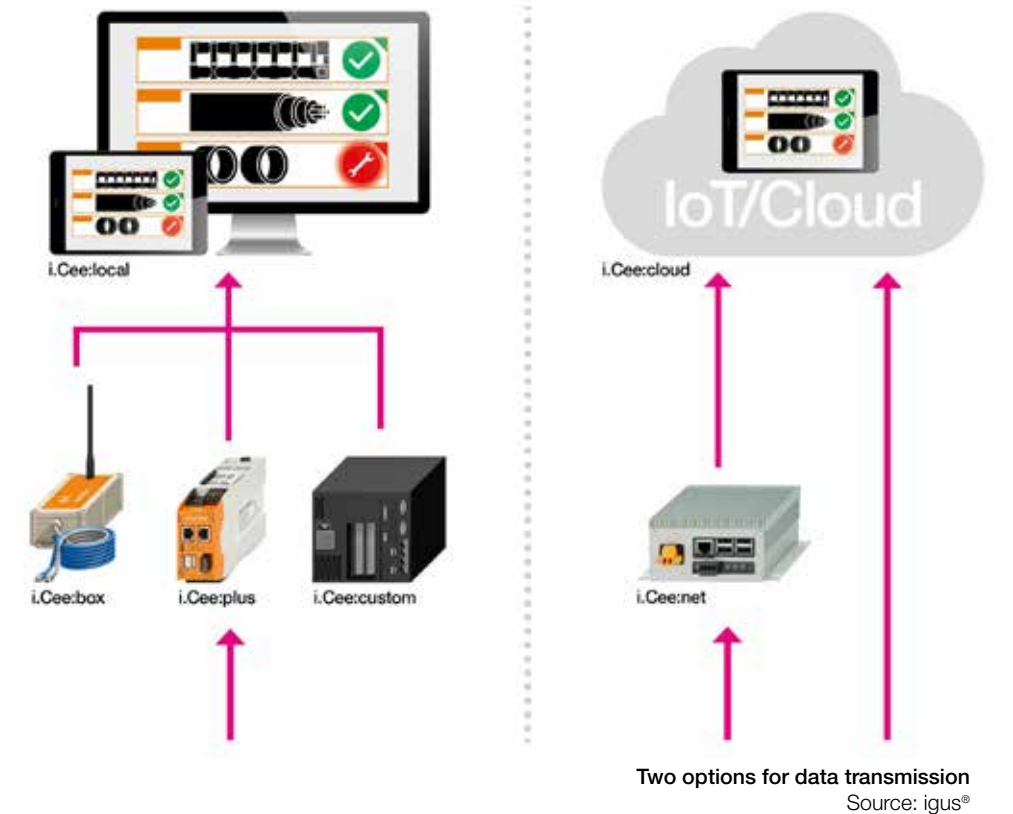 IoT/Cloud
i.Cee:local
i.Cee:cloud
i.Cee:box
i.Cee:plus
i.Cee:custom
i.Cee:net
Two options for data transmission
Source: igus®